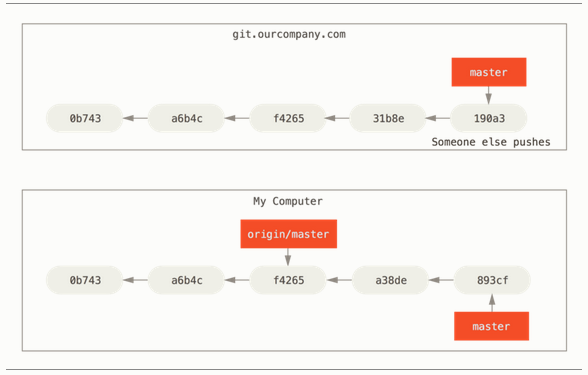 git.ourcompany.com
master
0b743 a6b4c f4265 31b8e 190a3
Someone else pushes
My Computer
origin/master
0b743 a6b4c f4265 a38de 893cf
master